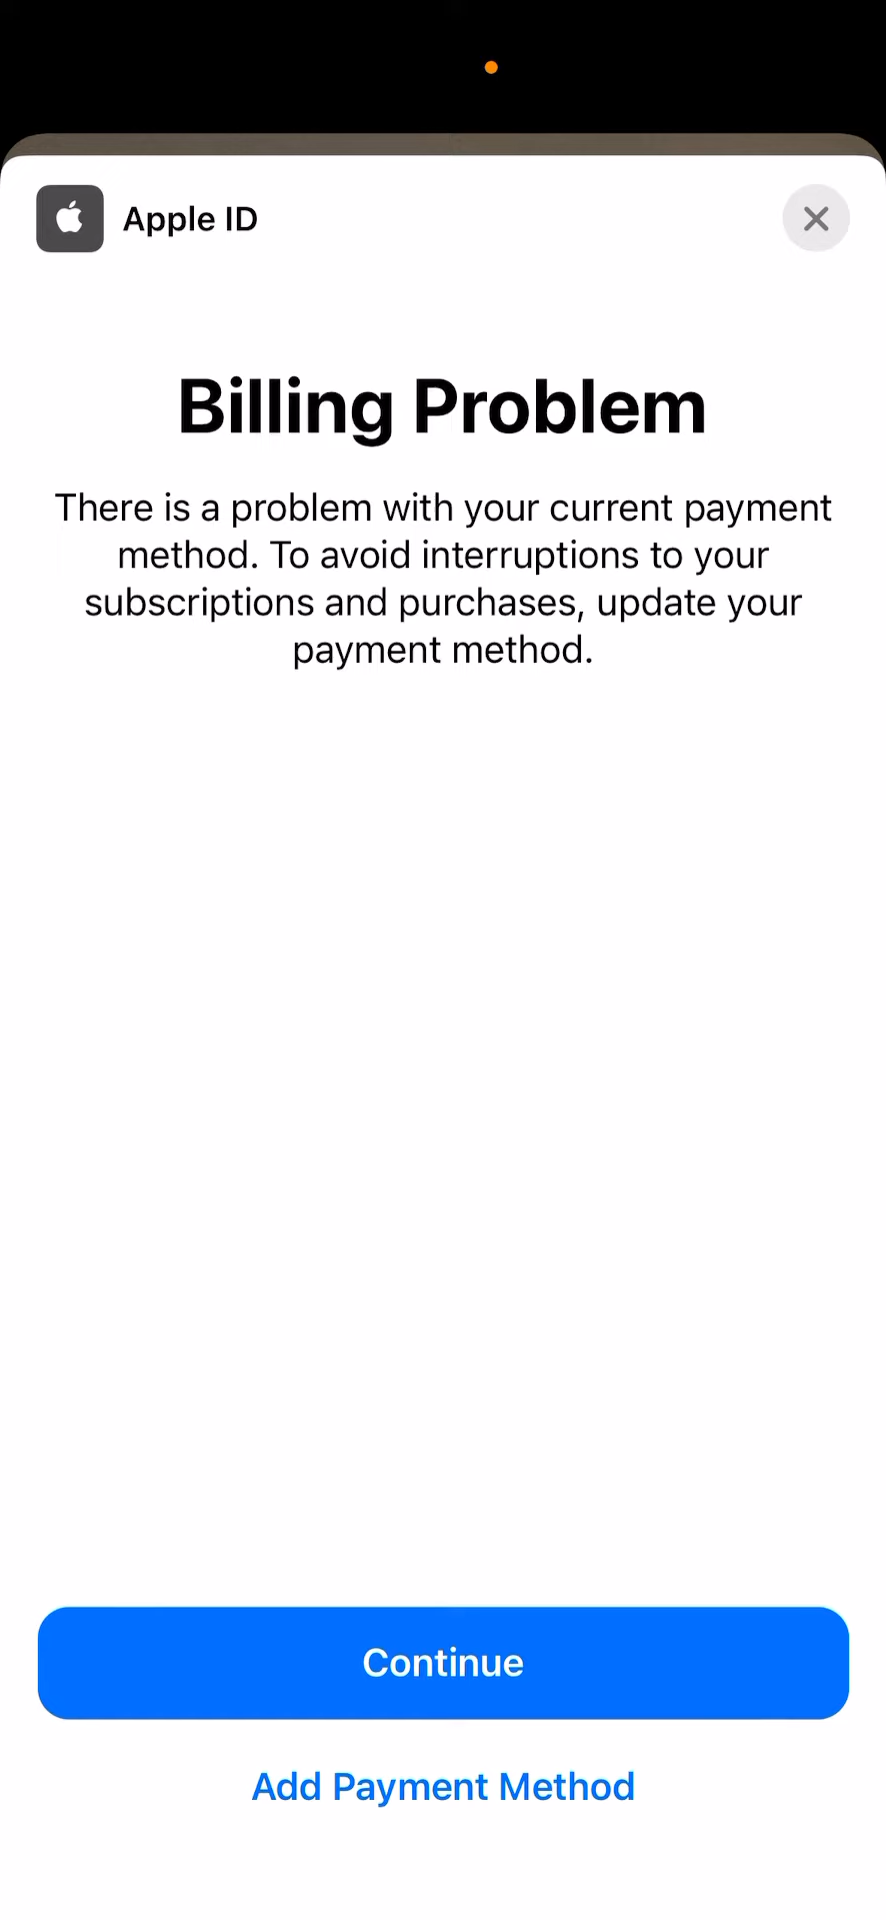 Apple ID
Billing Problem
There is a problem with your current payment
method. To avoid interruptions to your
subscriptions and purchases, update your
payment method.
Continue
Add Payment Method